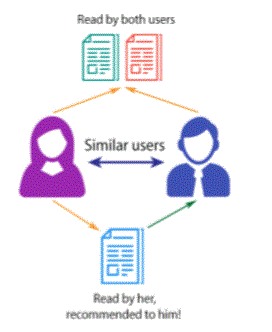 Read by both users
Similar users
Read by her,
recommended to him!